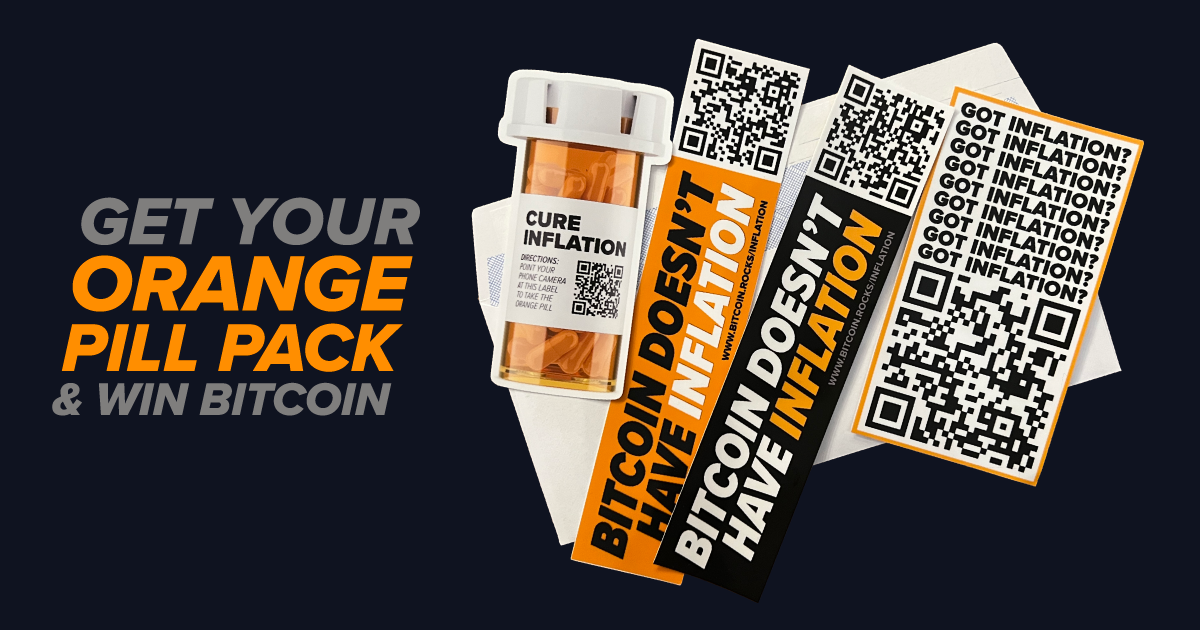 GET YOUR
ORANGE
PILL PACK
& WIN BITCOIN
CURE
INFLATION
DIRECTIONS:
POINT YOUR
PHONE CAMERA
AT THIS LABEL
TO TAKE THE
ORANGE PILL
BITCOIN DOESN'T
HAVE INFLATION
WWW.BITCOIN.ROCKS/INFLATION
BITCOIN DOESN'T
HAVE INFLATION
WWW.BITCOIN.ROCKS/INFLATION
GOT INFLATION?
GOT INFLATION?
GOT INFLATION?
GOT INFLATION?
GOT INFLATION?
GOT INFLATION?
GOT INFLATION?
GOT INFLATION?